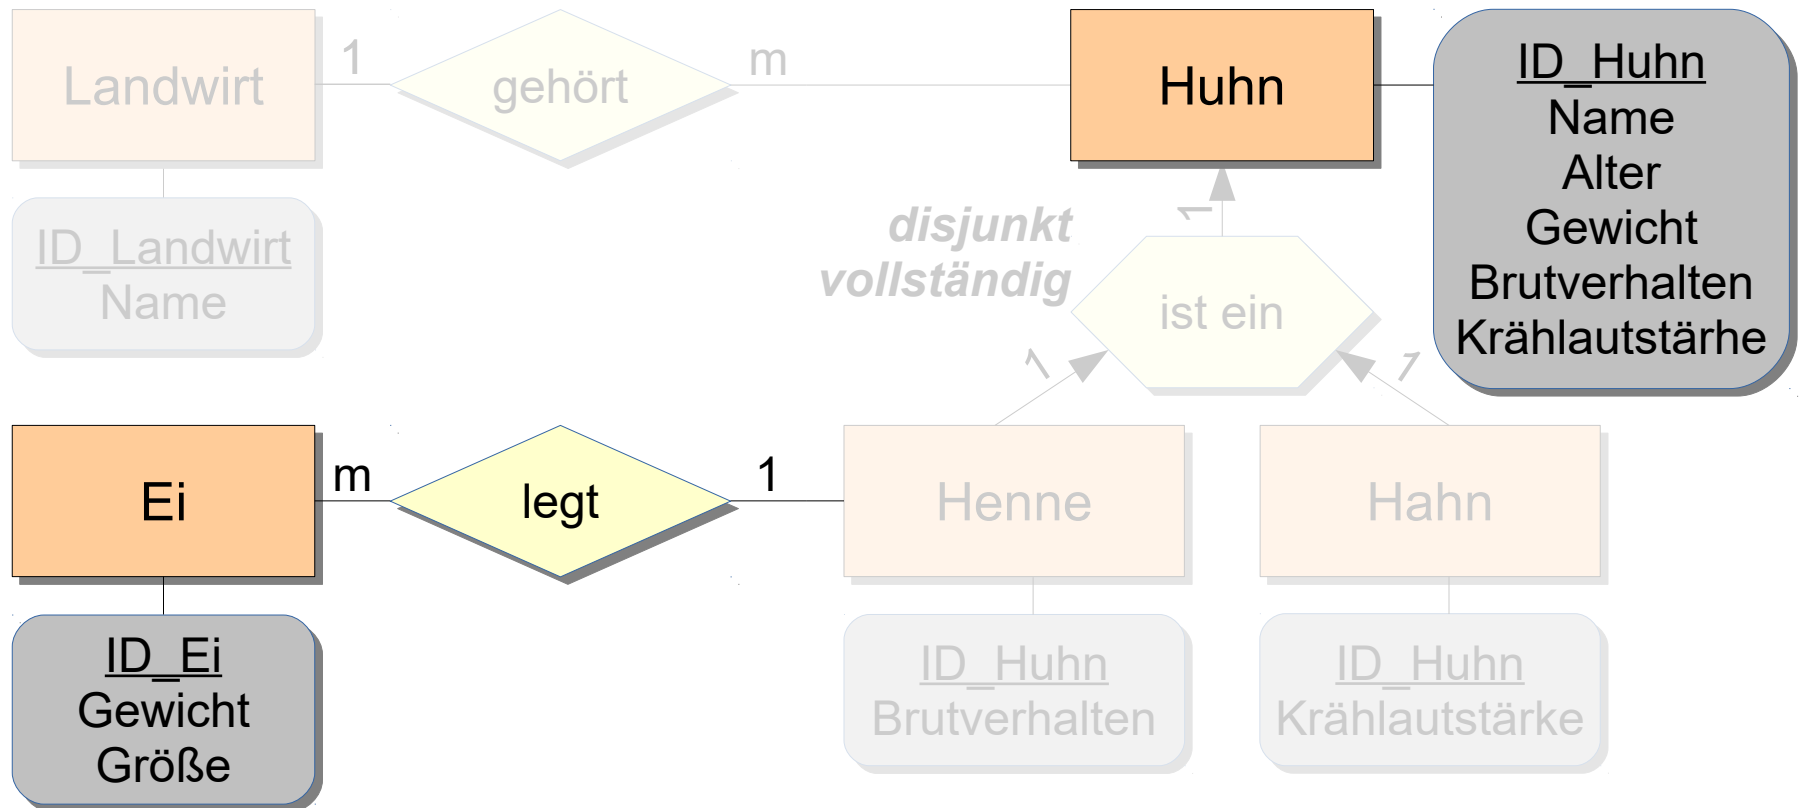 Landwirt
1
gehört
m
Huhn
ID_Huhn
Name
Alter
Gewicht
Brutverhalten
Krählautstärhe
ID_Landwirt
Name
disjunkt
vollständig
1
ist ein
1
1
Ei
m
legt
1
Henne
Hahn
ID_Ei
Gewicht
Größe
ID_Huhn
Brutverhalten
ID_Huhn
Krählautstärke